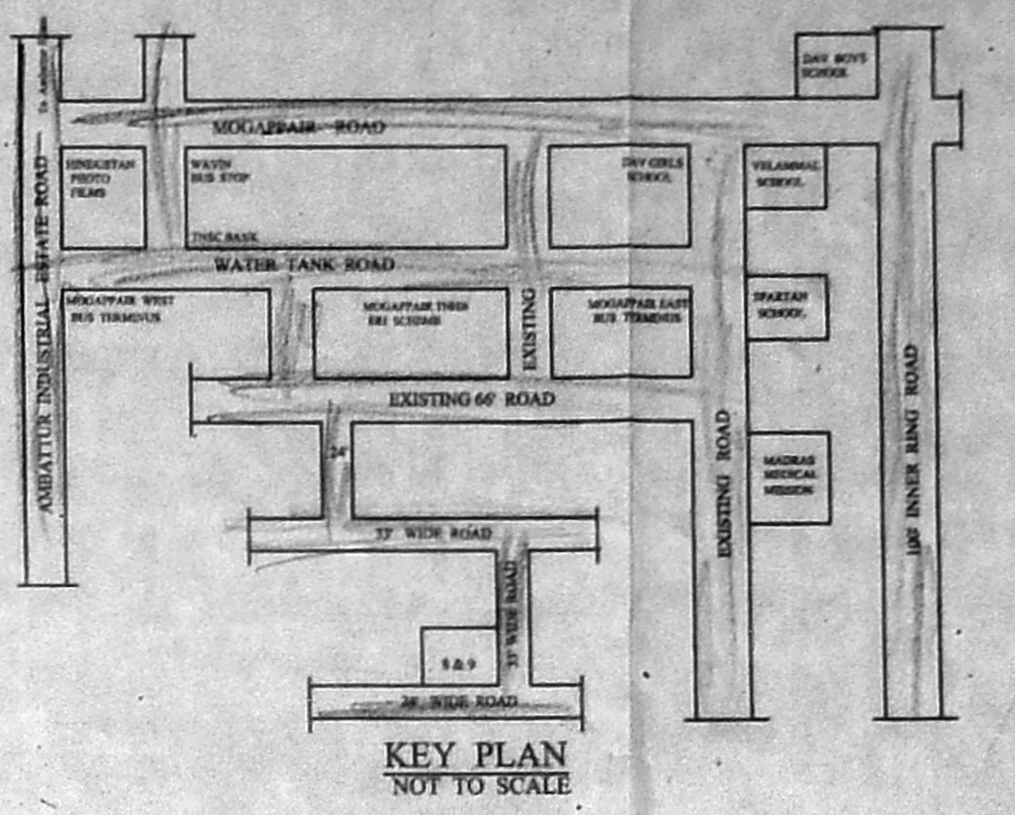 To Ambattur
DAV BOYS
SCHOOL
MOGAPPAIR ROAD
HINDUSTAN
PHOTO
FILMS
WAVIN
BUS STOP
DAV GIRLS
SCHOOL
VELAMMAL
SCHOOL
TNSC BANK
WATER TANK ROAD
AMBATTUR INDUSTRIAL ESTATE ROAD
MOGAPPAIR WEST
BUS TERMINUS
MOGAPPAIR
ERI SCHEME
EXISTING
MOGAPPAIR EAST
BUS TERMINUS
SPARTAN
SCHOOL
EXISTING 66' ROAD
24'
EXISTING ROAD
MADRAS
MEDICAL
MISSION
100' INNER RING ROAD
33' WIDE ROAD
33' WIDE ROAD
8 & 9
24' WIDE ROAD
KEY PLAN
NOT TO SCALE